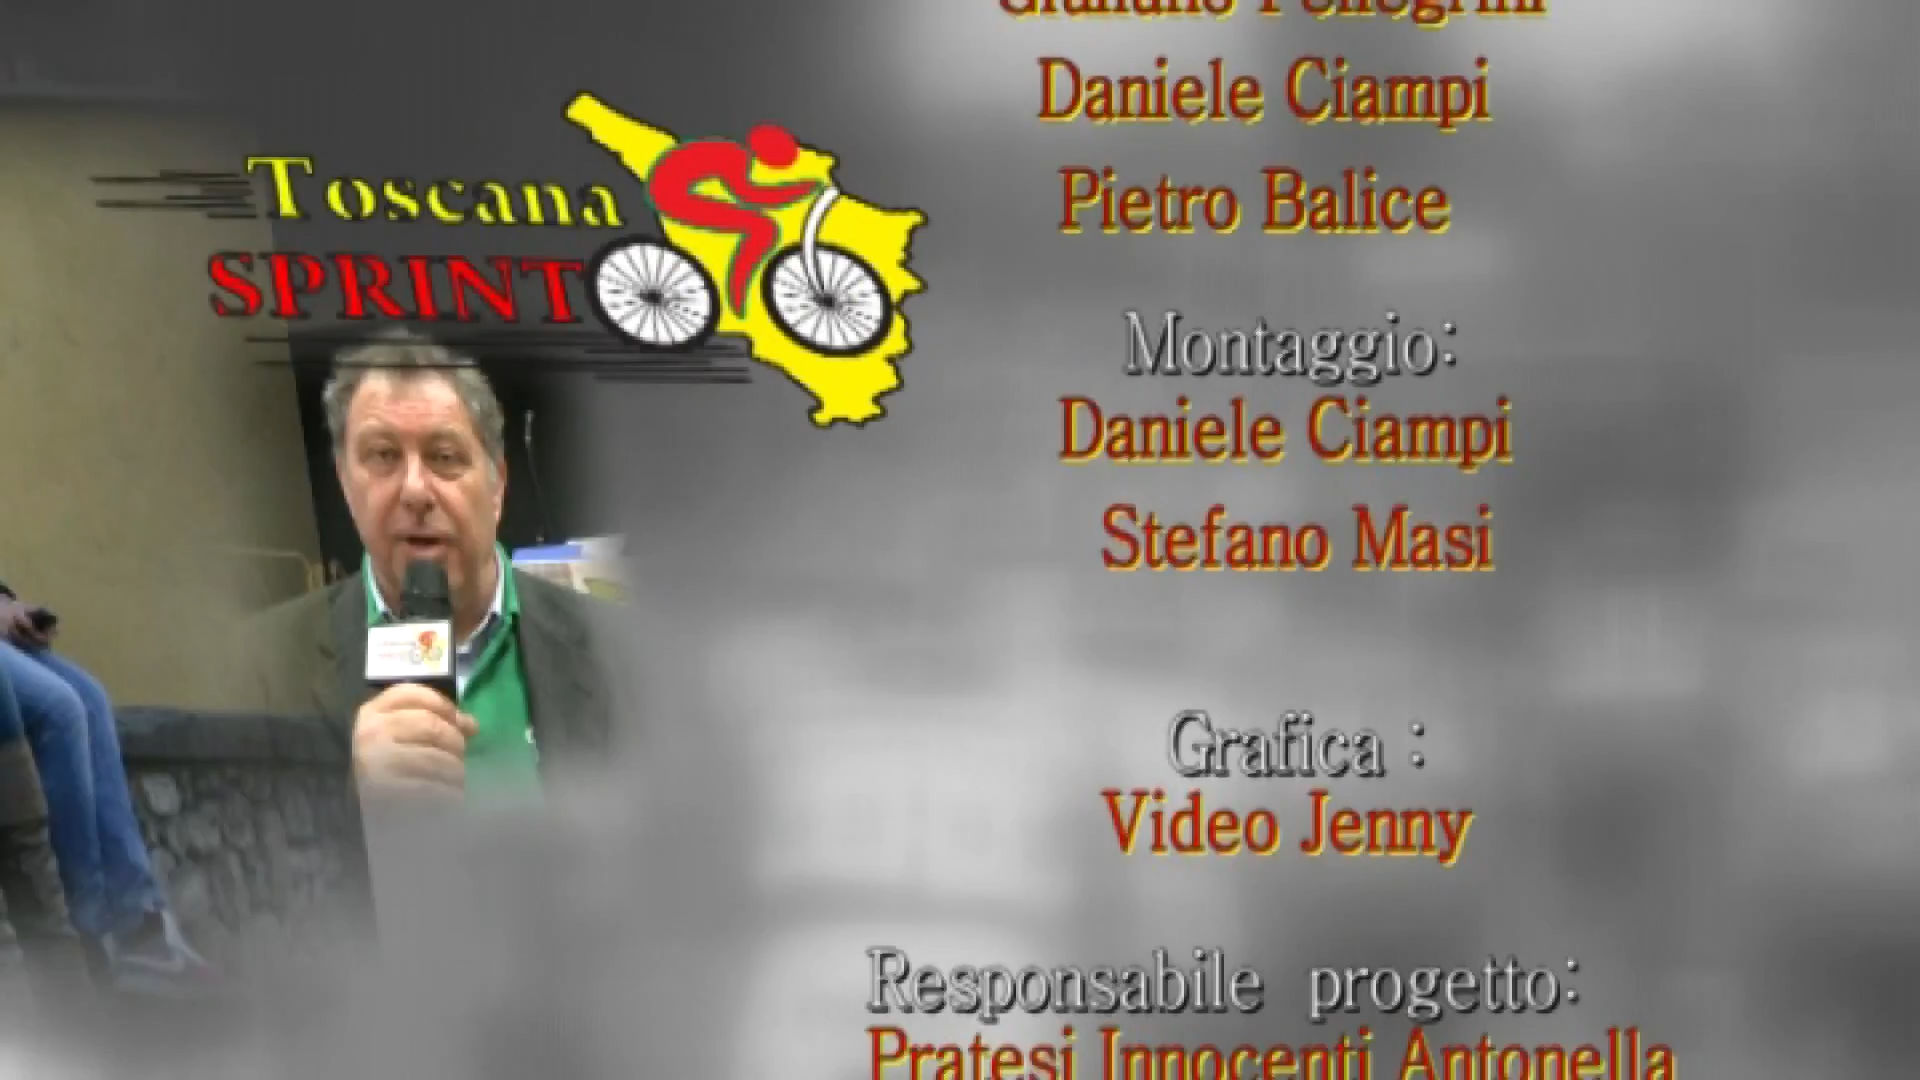 Toscana
SPRINT
Pellegrini
Daniele Ciampi
Pietro Balice
Montaggio:
Daniele Ciampi
Stefano Masi
Grafica :
Video Jenny
Responsabile progetto:
Pratesi Innocenti Antonella